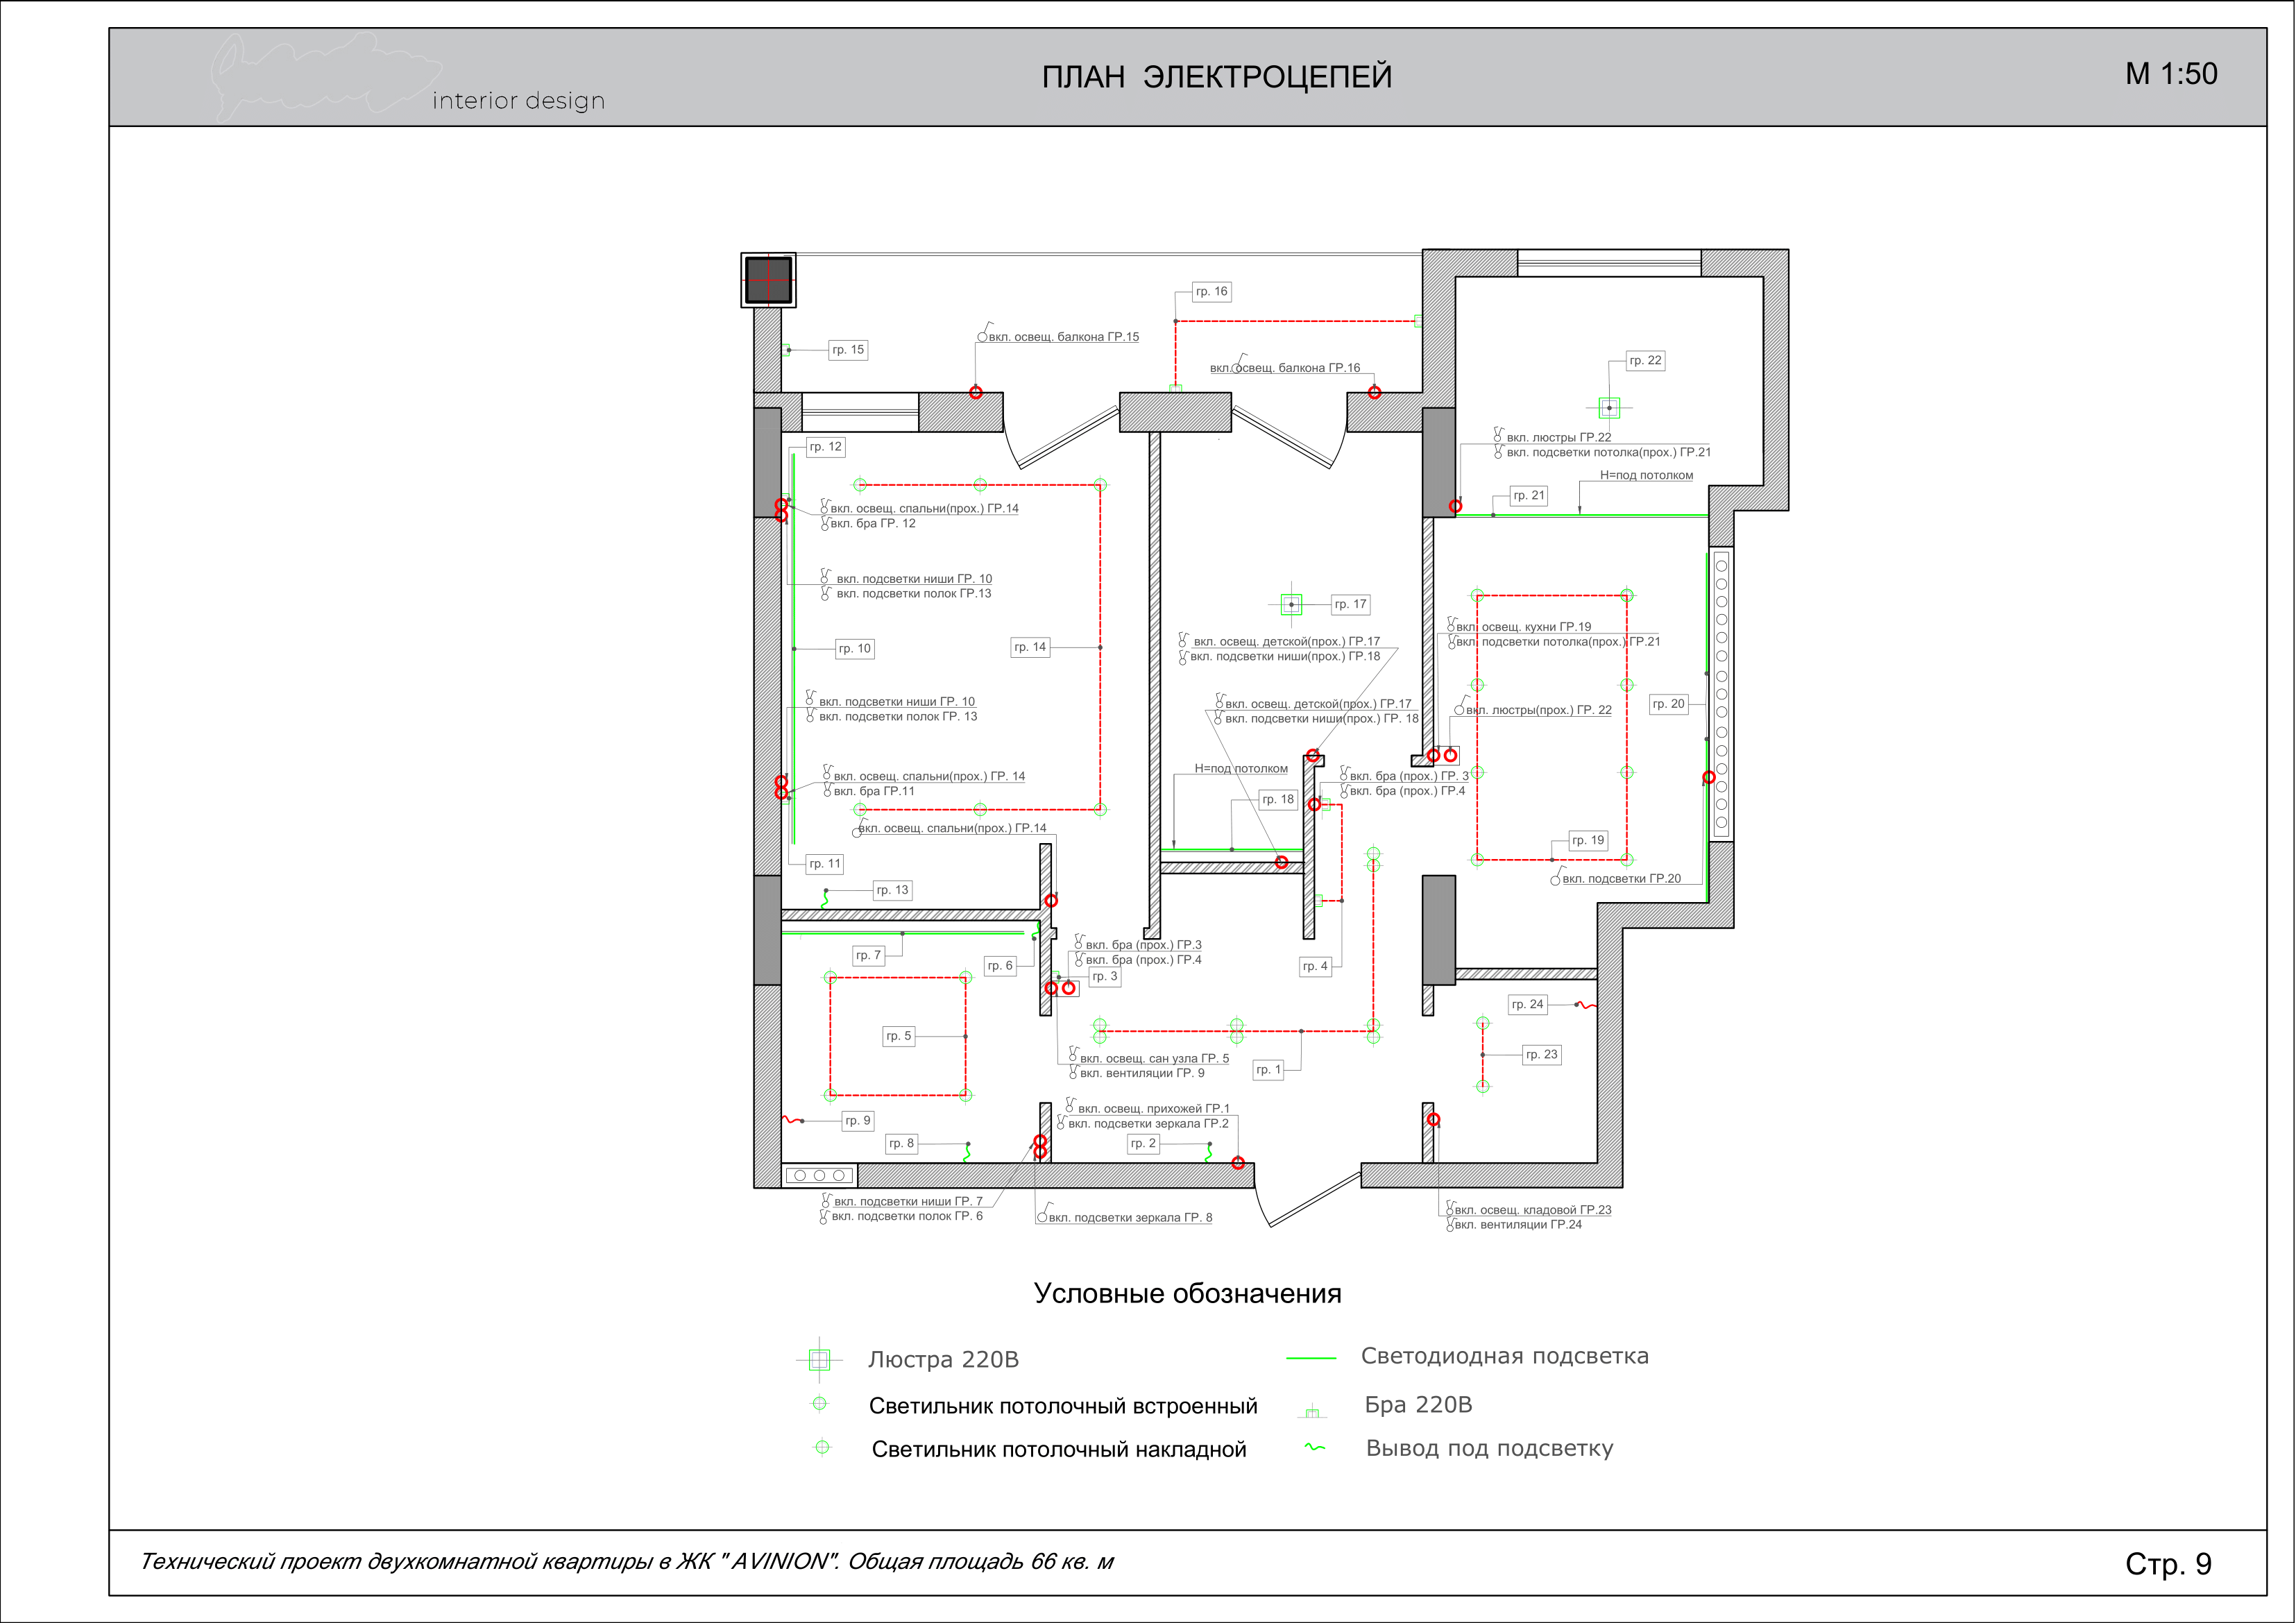 interior design
ПЛАН ЭЛЕКТРОЦЕПЕЙ
М 1:50
гр. 16
вкл. освещ. балкона ГР.15
гр. 15
вкл. освещ. балкона ГР.16
гр. 22
гр. 12
вкл. люстры ГР.22
вкл. подсветки потолка(прох.) ГР.21
Н=под потолком
гр. 21
вкл. освещ. спальни(прох.) ГР.14
вкл. бра ГР. 12
вкл. подсветки ниши ГР. 10
вкл. подсветки полок ГР.13
гр. 17
гр. 10
гр. 14
вкл. освещ. детской(прох.) ГР.17
вкл. подсветки ниши(прох.) ГР.18
вкл. освещ. кухни ГР.19
вкл. подсветки потолка(прох.) ГР.21
вкл. подсветки ниши ГР. 10
вкл. подсветки полок ГР. 13
вкл. освещ. детской(прох.) ГР.17
вкл. подсветки ниши(прох.) ГР. 18
вкл. люстры(прох.) ГР. 22
гр. 20
вкл. освещ. спальни(прох.) ГР. 14
вкл. бра ГР.11
Н=под потолком
вкл. бра (прох.) ГР. 3
вкл. бра (прох.) ГР.4
гр. 18
вкл. освещ. спальни(прох.) ГР.14
гр. 19
гр. 11
вкл. подсветки ГР.20
гр. 13
гр. 7
гр. 6
вкл. бра (прох.) ГР.3
вкл. бра (прох.) ГР.4
гр. 3
гр. 4
гр. 24
гр. 5
вкл. освещ. сан узла ГР. 5
вкл. вентиляции ГР. 9
гр. 1
гр. 23
вкл. освещ. прихожей ГР.1
вкл. подсветки зеркала ГР.2
гр. 9
гр. 8
гр. 2
вкл. подсветки ниши ГР. 7
вкл. подсветки полок ГР. 6
вкл. подсветки зеркала ГР. 8
вкл. освещ. кладовой ГР.23
вкл. вентиляции ГР.24
Условные обозначения
Люстра 220В
Светодиодная подсветка
Светильник потолочный встроенный
Бра 220В
Светильник потолочный накладной
Вывод под подсветку
Технический проект двухкомнатной квартиры в ЖК " AVINION". Общая площадь 66 кв. м
Стр. 9